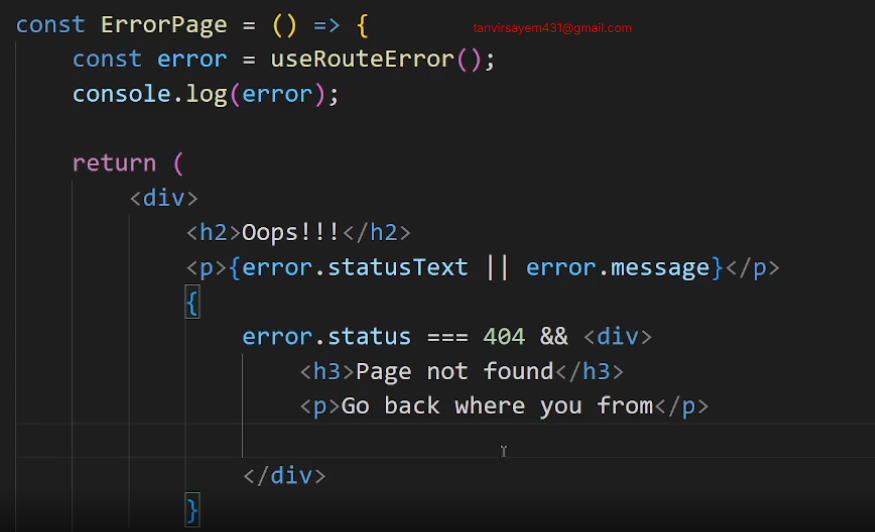 const ErrorPage = () => {
tanvirsayem431@gmail.com
const error = useRouteError();
console.log(error);
return (
<div>
<h2>Oops!!!</h2>
<p>{error.statusText || error.message}</p>
{
error.status === 404 && <div>
<h3>Page not found</h3>
<p>Go back where you from</p>
</div>
}